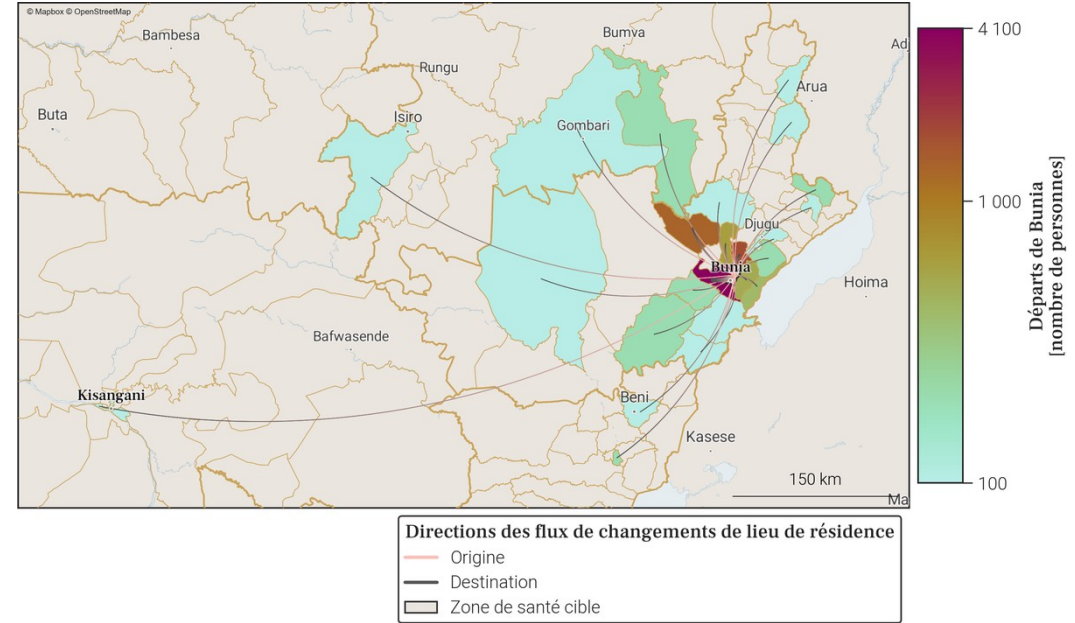 © Mapbox © OpenStreetMap
Bambesa
Bumva
Ad
Rungu
Arua
Buta
Isiro
Gombari
Djugu
Bunia
Hoima
Bafwasende
Kisangani
Beni
Kasese
150 km
Ma
4 100
1 000
100
Départs de Bunia
[nombre de personnes]
Directions des flux de changements de lieu de résidence
Origine
Destination
Zone de santé cible